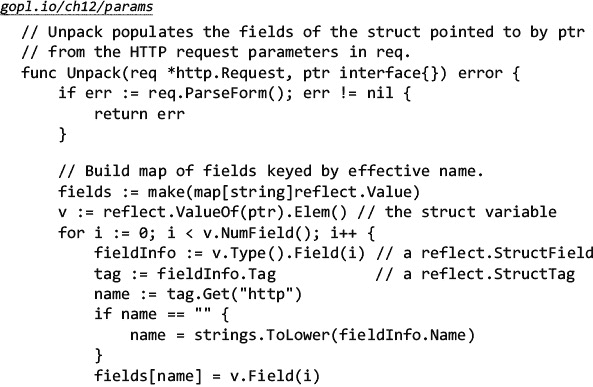 gopl.io/ch12/params
// Unpack populates the fields of the struct pointed to by ptr
// from the HTTP request parameters in req.
func Unpack(req *http.Request, ptr interface{}) error {
    if err := req.ParseForm(); err != nil {
        return err
    }

    // Build map of fields keyed by effective name.
    fields := make(map[string]reflect.Value)
    v := reflect.ValueOf(ptr).Elem() // the struct variable
    for i := 0; i < v.NumField(); i++ {
        fieldInfo := v.Type().Field(i) // a reflect.StructField
        tag := fieldInfo.Tag           // a reflect.StructTag
        name := tag.Get("http")
        if name == "" {
            name = strings.ToLower(fieldInfo.Name)
        }
        fields[name] = v.Field(i)